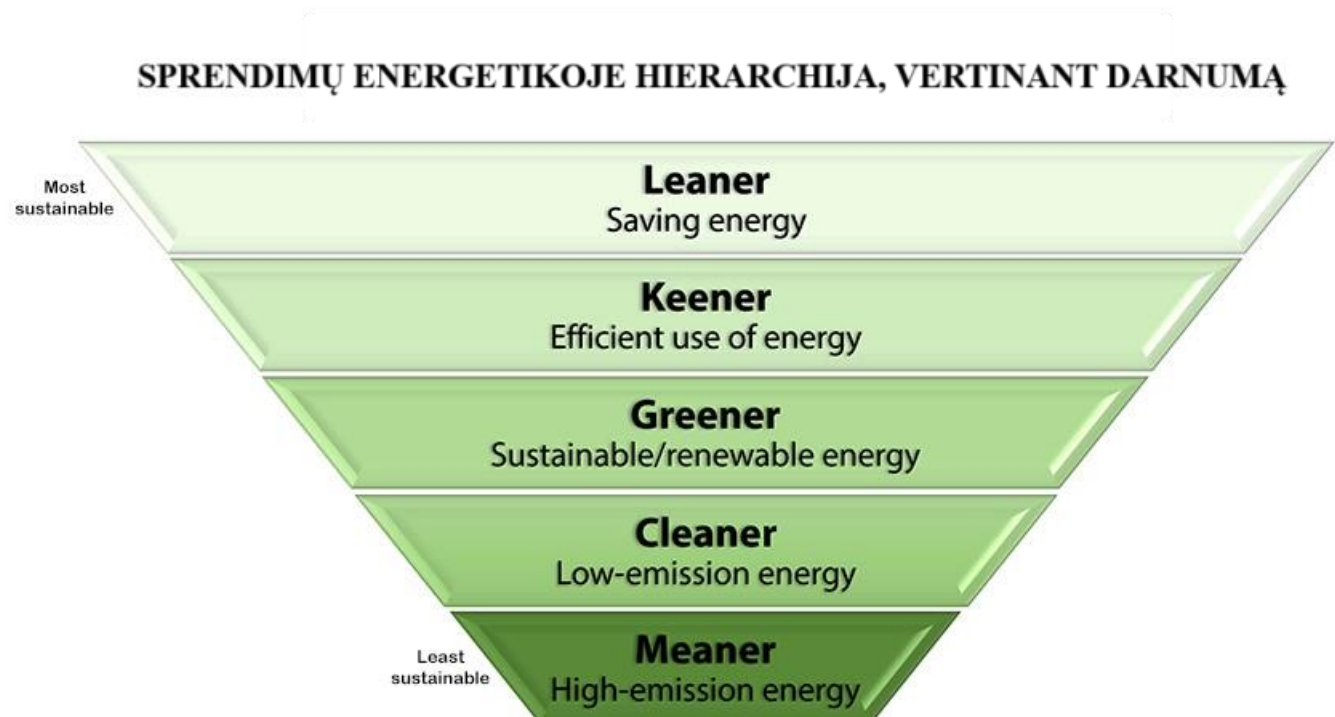 SPRENDIMŲ ENERGETIKOJE HIERARCHIJA, VERTINANT DARNUMĄ
Most
sustainable
Leaner
Saving energy
Keener
Efficient use of energy
Greener
Sustainable/renewable energy
Cleaner
Low-emission energy
Least
sustainable
Meaner
High-emission energy